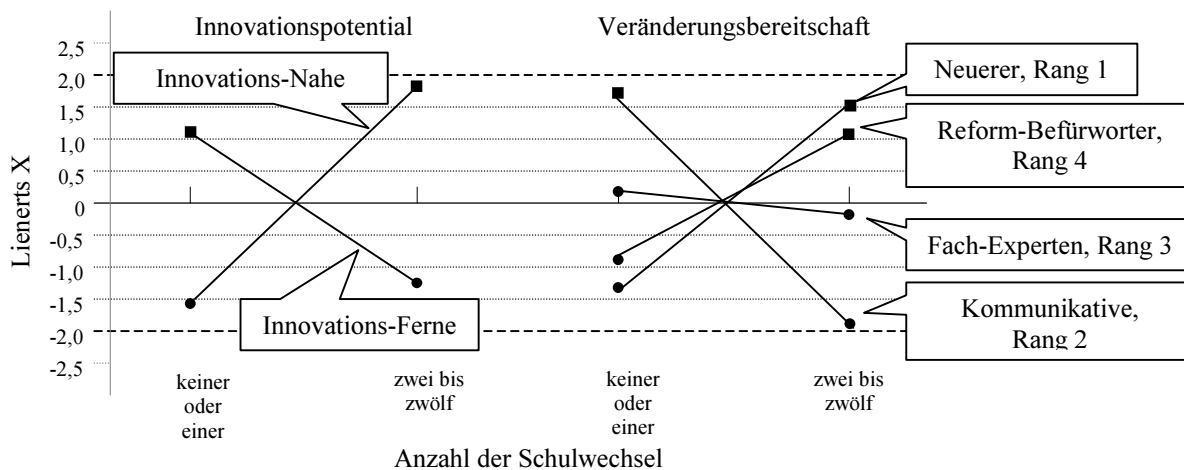 Innovationspotential
Veränderungsbereitschaft
2,5
2,0
1,5
1,0
0,5
0
-0,5
-1,0
-1,5
-2,0
-2,5
Lienerts X
Innovations-Nahe
Innovations-Ferne
Neuerer, Rang 1
Reform-Befürworter,
Rang 4
Fach-Experten, Rang 3
Kommunikative,
Rang 2
keiner
oder
einer
zwei bis
zwölf
keiner
oder
einer
zwei bis
zwölf
Anzahl der Schulwechsel